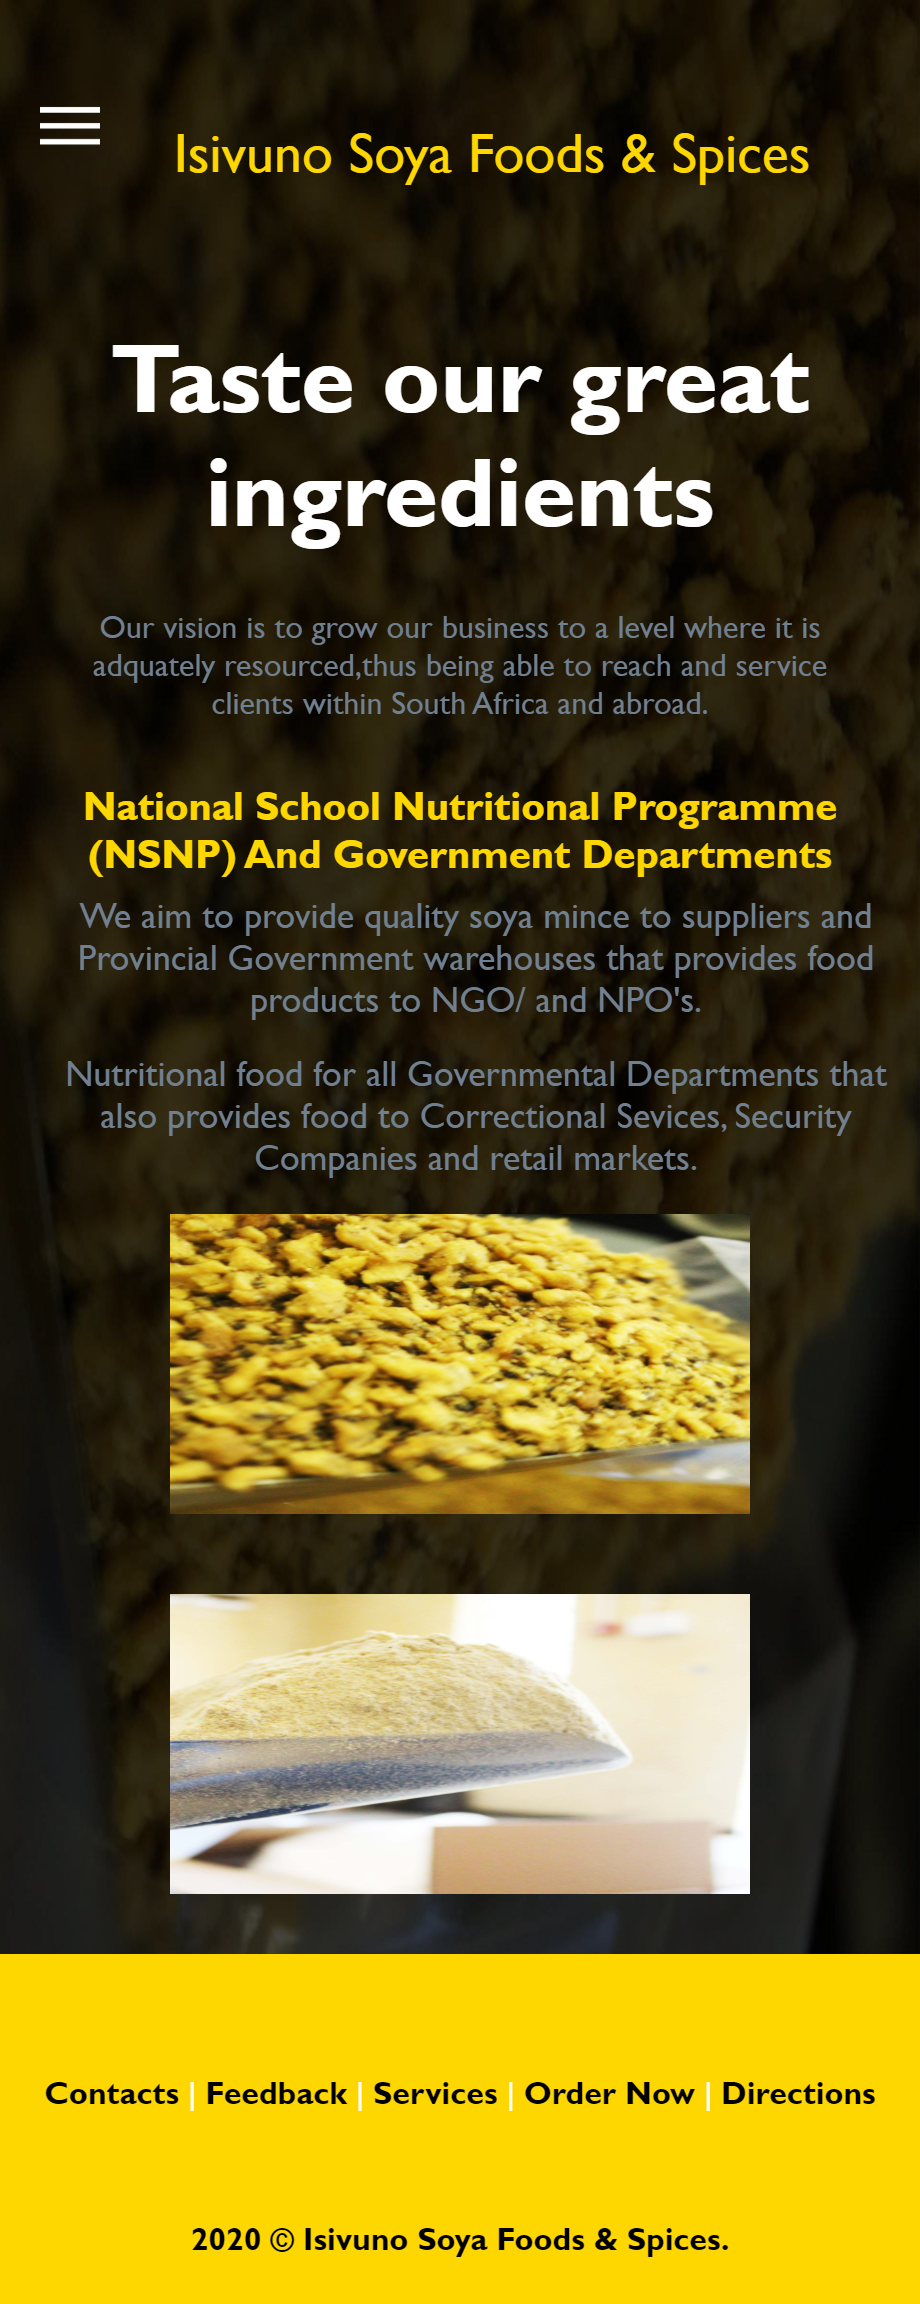 Isivuno Soya Foods & Spices
Taste our great
ingredients
Our vision is to grow our business to a level where it is
adquately resourced,thus being able to reach and service
clients within South Africa and abroad.
National School Nutritional Programme
(NSNP) And Government Departments
We aim to provide quality soya mince to suppliers and
Provincial Government warehouses that provides food
products to NGO/ and NPO's.
Nutritional food for all Governmental Departments that
also provides food to Correctional Sevices, Security
Companies and retail markets.
Contacts | Feedback | Services | Order Now | Directions
2020 © Isivuno Soya Foods & Spices.